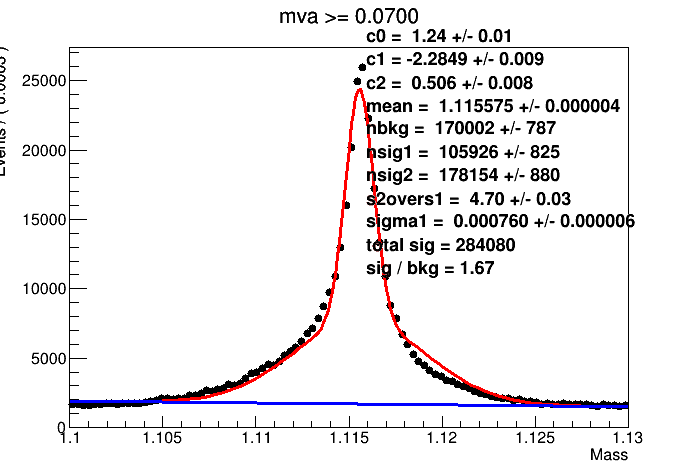 mva >= 0.0700
c0 = 1.24 +/- 0.01
c1 = -2.2849 +/- 0.009
c2 = 0.506 +/- 0.008
mean = 1.115575 +/- 0.000004
nbkg = 170002 +/- 787
nsig1 = 105926 +/- 825
nsig2 = 178154 +/- 880
s2overs1 = 4.70 +/- 0.03
sigma1 = 0.000760 +/- 0.000006
total sig = 284080
sig / bkg = 1.67
25000
20000
15000
10000
5000
0
1.1 1.105 1.11 1.115 1.12 1.125 1.13
Mass